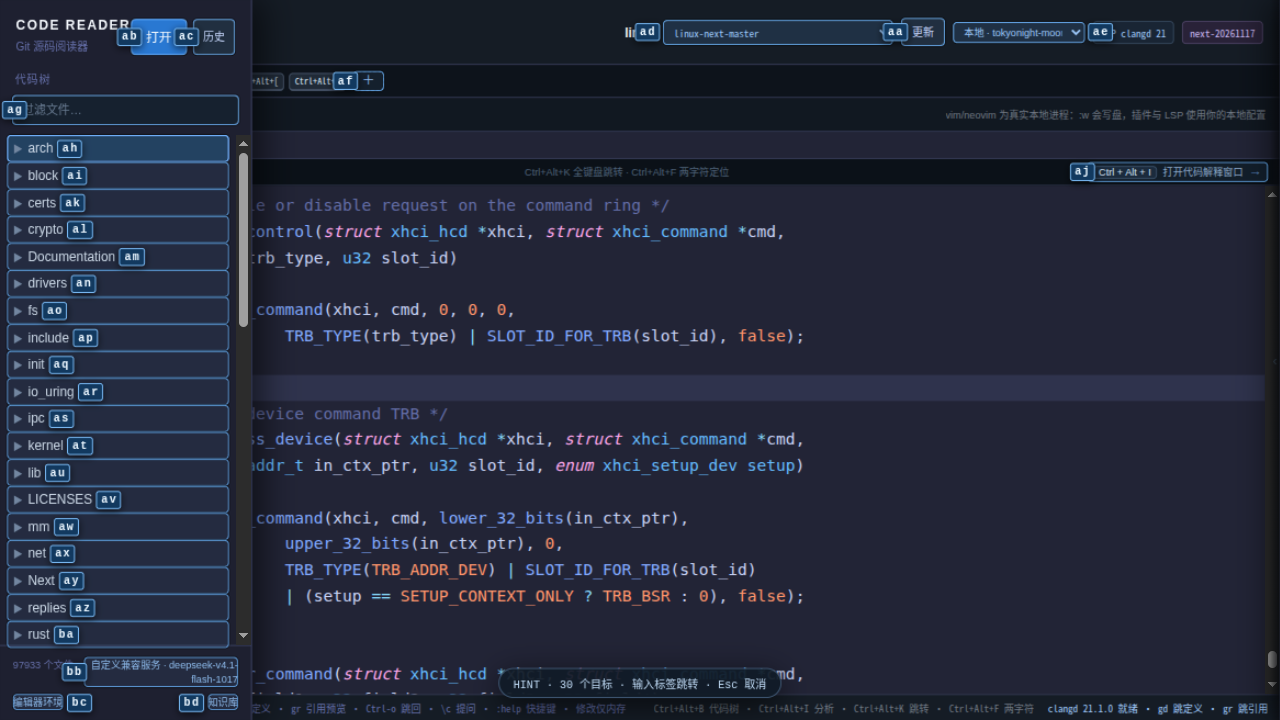 CODE READER
Git 源码阅读器
ab 打开 ac 历史
ad linux-next-master
aa 更新
本地 · tokyonight-moon
ae clangd 21
next-20261117
代码树
+Alt+[ Ctrl+Alt+ af +
ag 过滤文件…
vim/neovim 为真实本地进程：:w 会写盘，插件与 LSP 使用你的本地配置
Ctrl+Alt+K 全键盘跳转 · Ctrl+Alt+F 两字符定位
aj Ctrl + Alt + I 打开代码解释窗口 →
arch ah
block ai
certs ak
crypto al
Documentation am
drivers an
fs ao
include ap
init aq
io_uring ar
ipc as
kernel at
lib au
LICENSES av
mm aw
net ax
Next ay
replies az
rust ba
le or disable request on the command ring */
control(struct xhci_hcd *xhci, struct xhci_command *cmd,
trb_type, u32 slot_id)
_command(xhci, cmd, 0, 0, 0,
TRB_TYPE(trb_type) | SLOT_ID_FOR_TRB(slot_id), false);
device command TRB */
ss_device(struct xhci_hcd *xhci, struct xhci_command *cmd,
addr_t in_ctx_ptr, u32 slot_id, enum xhci_setup_dev setup)
_command(xhci, cmd, lower_32_bits(in_ctx_ptr),
upper_32_bits(in_ctx_ptr), 0,
TRB_TYPE(TRB_ADDR_DEV) | SLOT_ID_FOR_TRB(slot_id)
| (setup == SETUP_CONTEXT_ONLY ? TRB_BSR : 0), false);
r_command(struct xhci_hcd
md,
HINT · 30 个目标 · 输入标签跳转 · Esc 取消
97933 个文
bb 自定义兼容服务 · deepseek-v4.1-
flash-1017
编辑器环境 bc bd 知识库
定义 · gr 引用预览 · Ctrl-o 跳回 · \c 提问 · :help 快捷键 · 修改仅内存
Ctrl+Alt+B 代码树 · Ctrl+Alt+I 分析 · Ctrl+Alt+K 跳转 · Ctrl+Alt+F 两字符
clangd 21.1.0 就绪 · gd 跳定义 · gr 跳引用